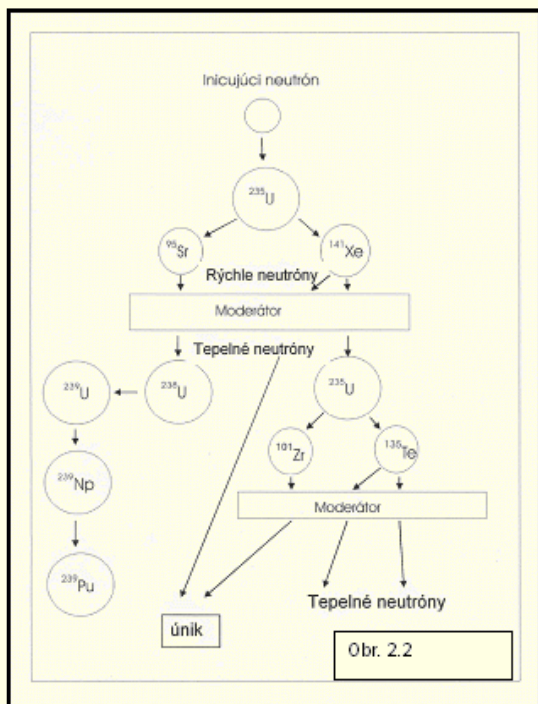 Inicujúci neutrón
²³⁵U
⁹⁵Sr
¹⁴¹Xe
Rýchle neutróny
Moderátor
Tepelné neutróny
²³⁹U
²³⁸U
²³⁵U
¹⁰¹Zr
¹³⁵Te
²³⁹Np
Moderátor
²³⁹Pu
Tepelné neutróny
únik
Obr. 2.2